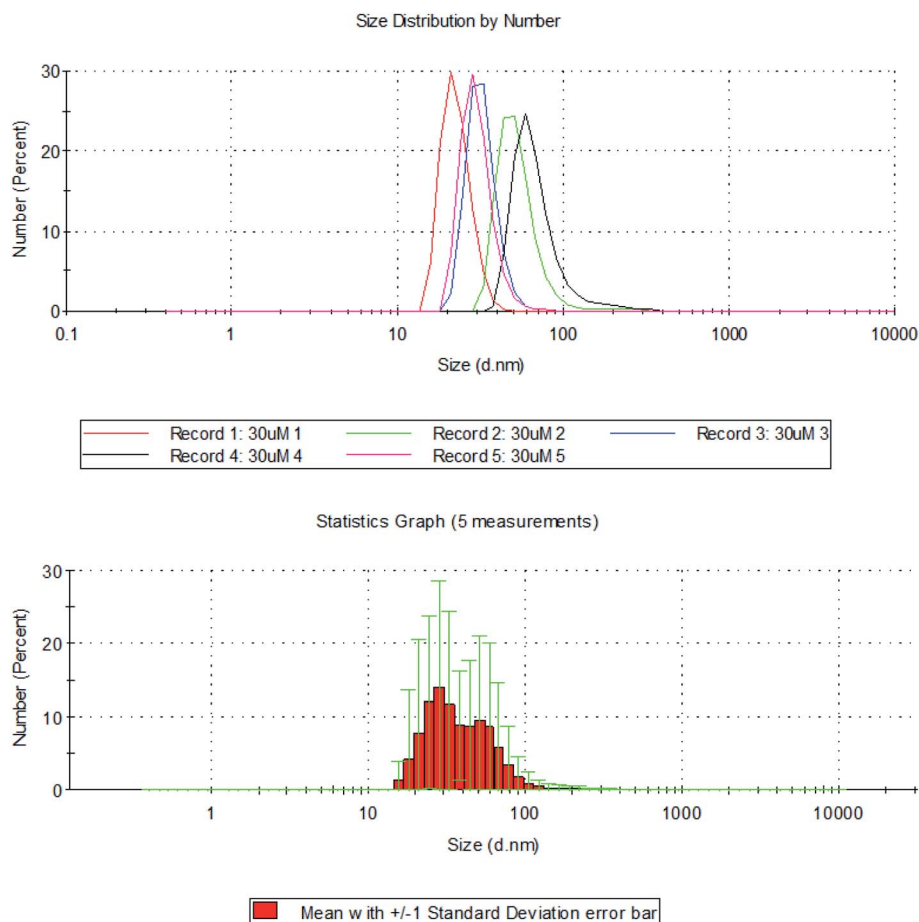 Size Distribution by Number
30
20
10
0
Number (Percent)
0.1 1 10 100 1000 10000
Size (d.nm)
Record 1: 30uM 1 Record 2: 30uM 2 Record 3: 30uM 3
Record 4: 30uM 4 Record 5: 30uM 5
Statistics Graph (5 measurements)
30
20
10
0
Number (Percent)
1 10 100 1000 10000
Size (d.nm)
Mean with +/-1 Standard Deviation error bar